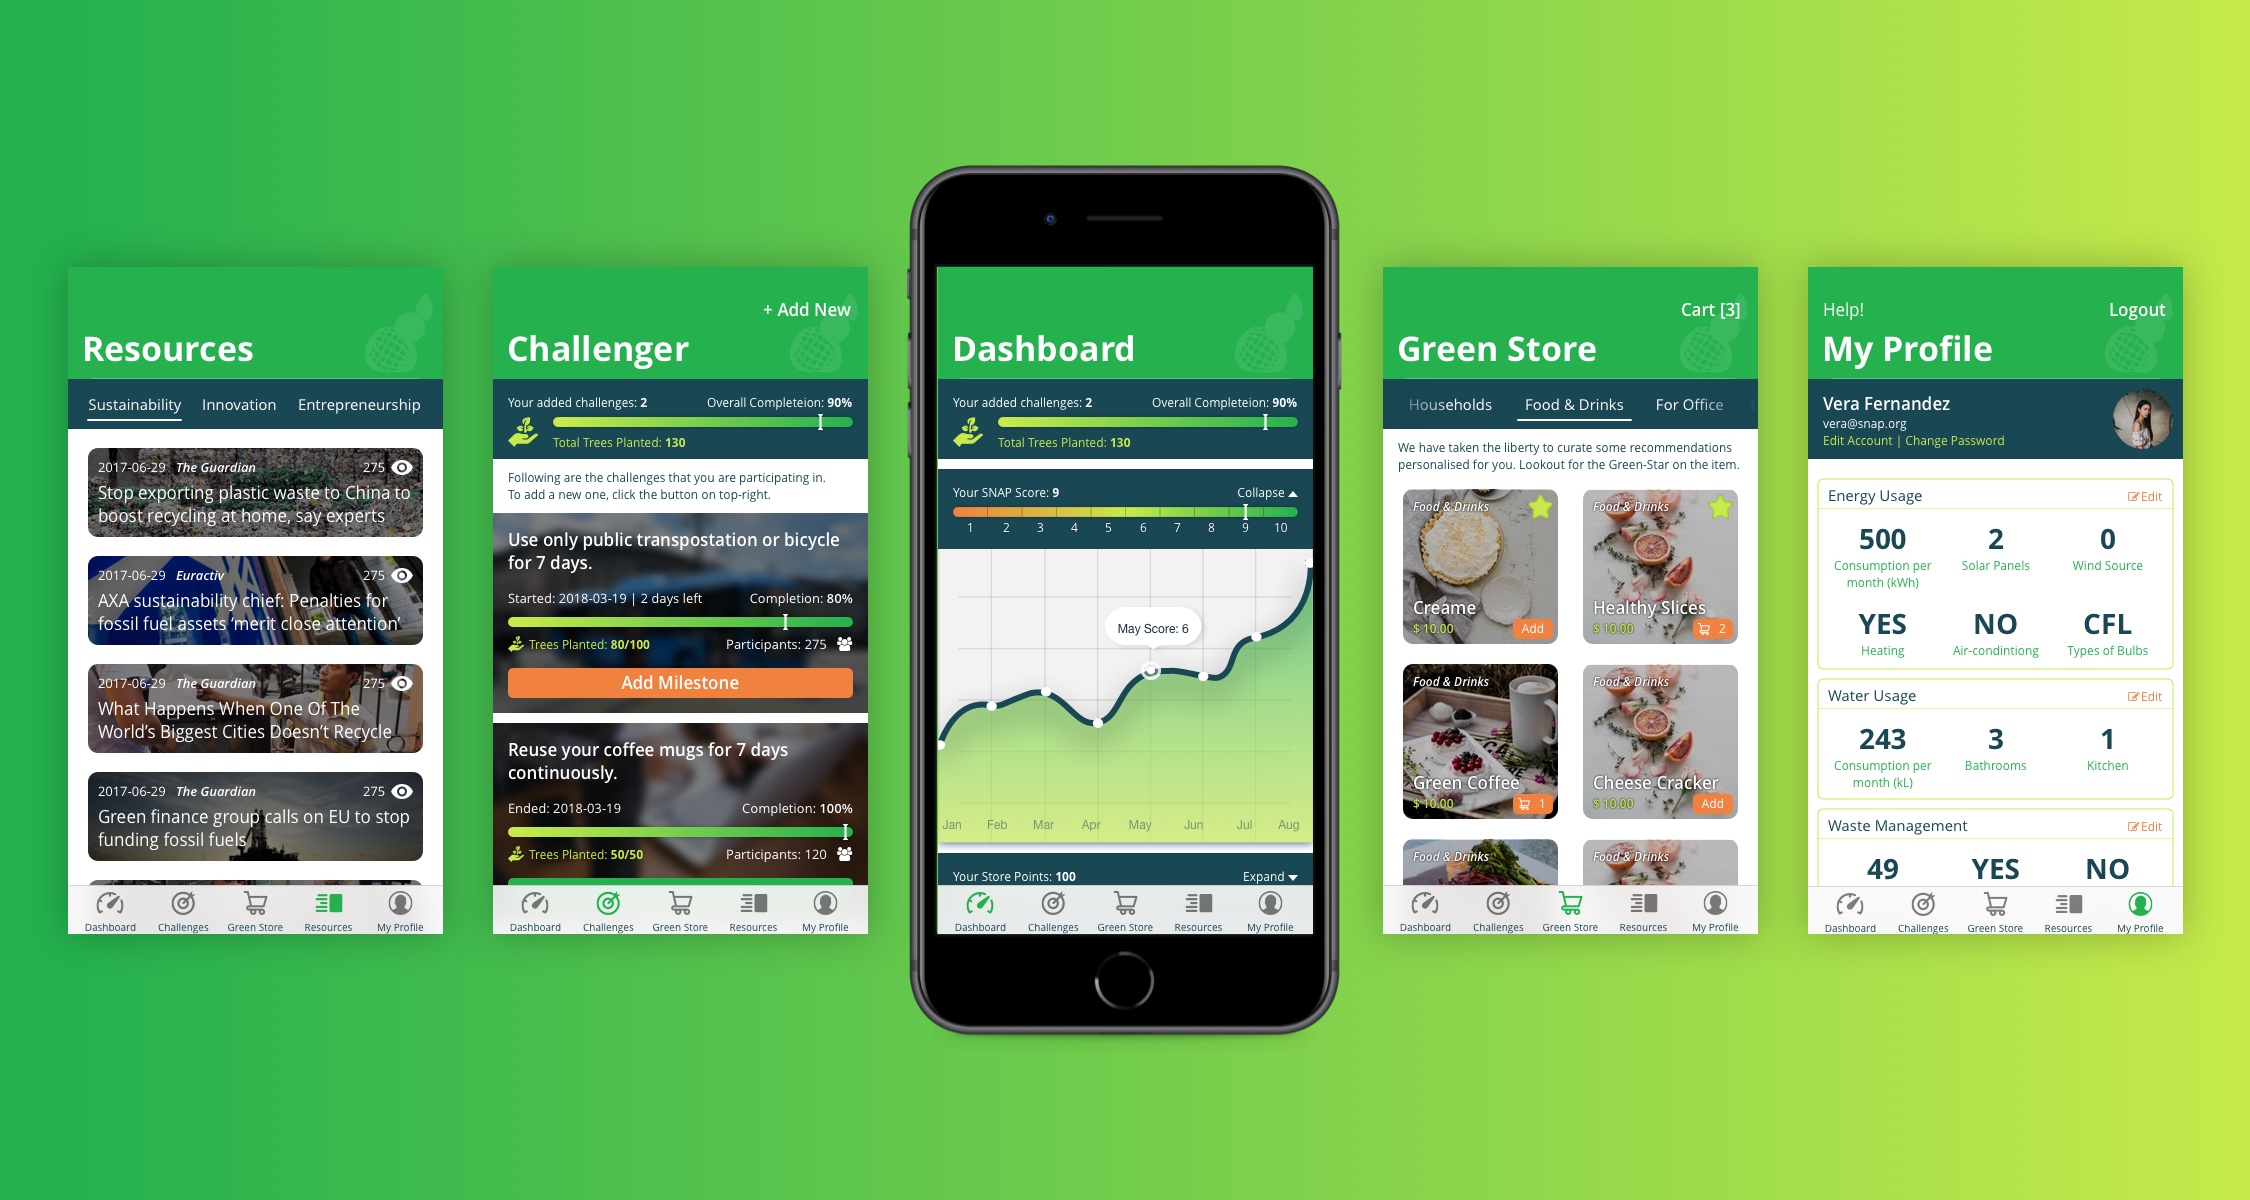 Resources
Sustainability Innovation Entrepreneurship
2017-06-29 The Guardian 275
Stop exporting plastic waste to China to
boost recycling at home, say experts
2017-06-29 Euractiv 275
AXA sustainability chief: Penalties for
fossil fuel assets ‘merit close attention’
2017-06-29 The Guardian 275
What Happens When One Of The
World’s Biggest Cities Doesn’t Recycle
2017-06-29 The Guardian 275
Green finance group calls on EU to stop
funding fossil fuels
Dashboard Challenges Green Store Resources My Profile
+ Add New
Challenger
Your added challenges: 2 Overall Completeion: 90%
Total Trees Planted: 130
Following are the challenges that you are participating in.
To add a new one, click the button on top-right.
Use only public transpostation or bicycle
for 7 days.
Started: 2018-03-19 | 2 days left Completion: 80%
Trees Planted: 80/100 Participants: 275
Add Milestone
Reuse your coffee mugs for 7 days
continuously.
Ended: 2018-03-19 Completion: 100%
Trees Planted: 50/50 Participants: 120
Dashboard Challenges Green Store Resources My Profile
Dashboard
Your added challenges: 2 Overall Completeion: 90%
Total Trees Planted: 130
Your SNAP Score: 9 Collapse
1 2 3 4 5 6 7 8 9 10
May Score: 6
Jan Feb Mar Apr May Jun Jul Aug
Your Store Points: 100 Expand
Dashboard Challenges Green Store Resources My Profile
Cart [3]
Green Store
Households Food & Drinks For Office
We have taken the liberty to curate some recommendations
personalised for you. Lookout for the Green-Star on the item.
Food & Drinks Food & Drinks
Creame Healthy Slices
$ 10.00 Add $ 10.00 2
Food & Drinks Food & Drinks
Green Coffee Cheese Cracker
$ 10.00 1 $ 10.00 Add
Food & Drinks Food & Drinks
Dashboard Challenges Green Store Resources My Profile
Help! Logout
My Profile
Vera Fernandez
vera@snap.org
Edit Account | Change Password
Energy Usage Edit
500 2 0
Consumption per Solar Panels Wind Source
month (kWh)
YES NO CFL
Heating Air-condintiong Types of Bulbs
Water Usage Edit
243 3 1
Consumption per Bathrooms Kitchen
month (kL)
Waste Management Edit
49 YES NO
Dashboard Challenges Green Store Resources My Profile